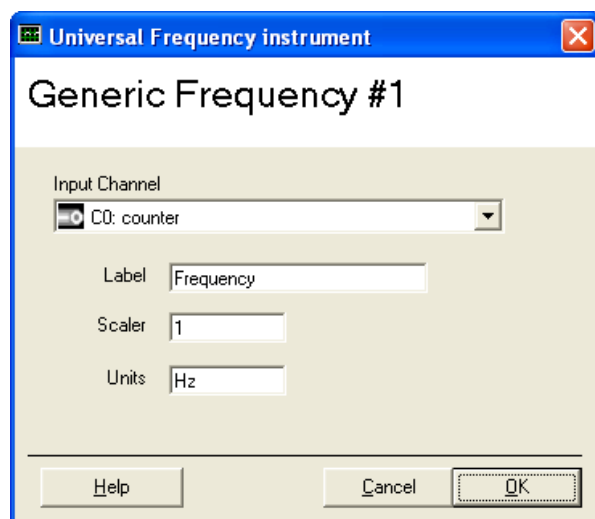 Universal Frequency instrument
Generic Frequency #1
Input Channel
C0: counter
Label Frequency
Scaler 1
Units Hz
Help Cancel OK